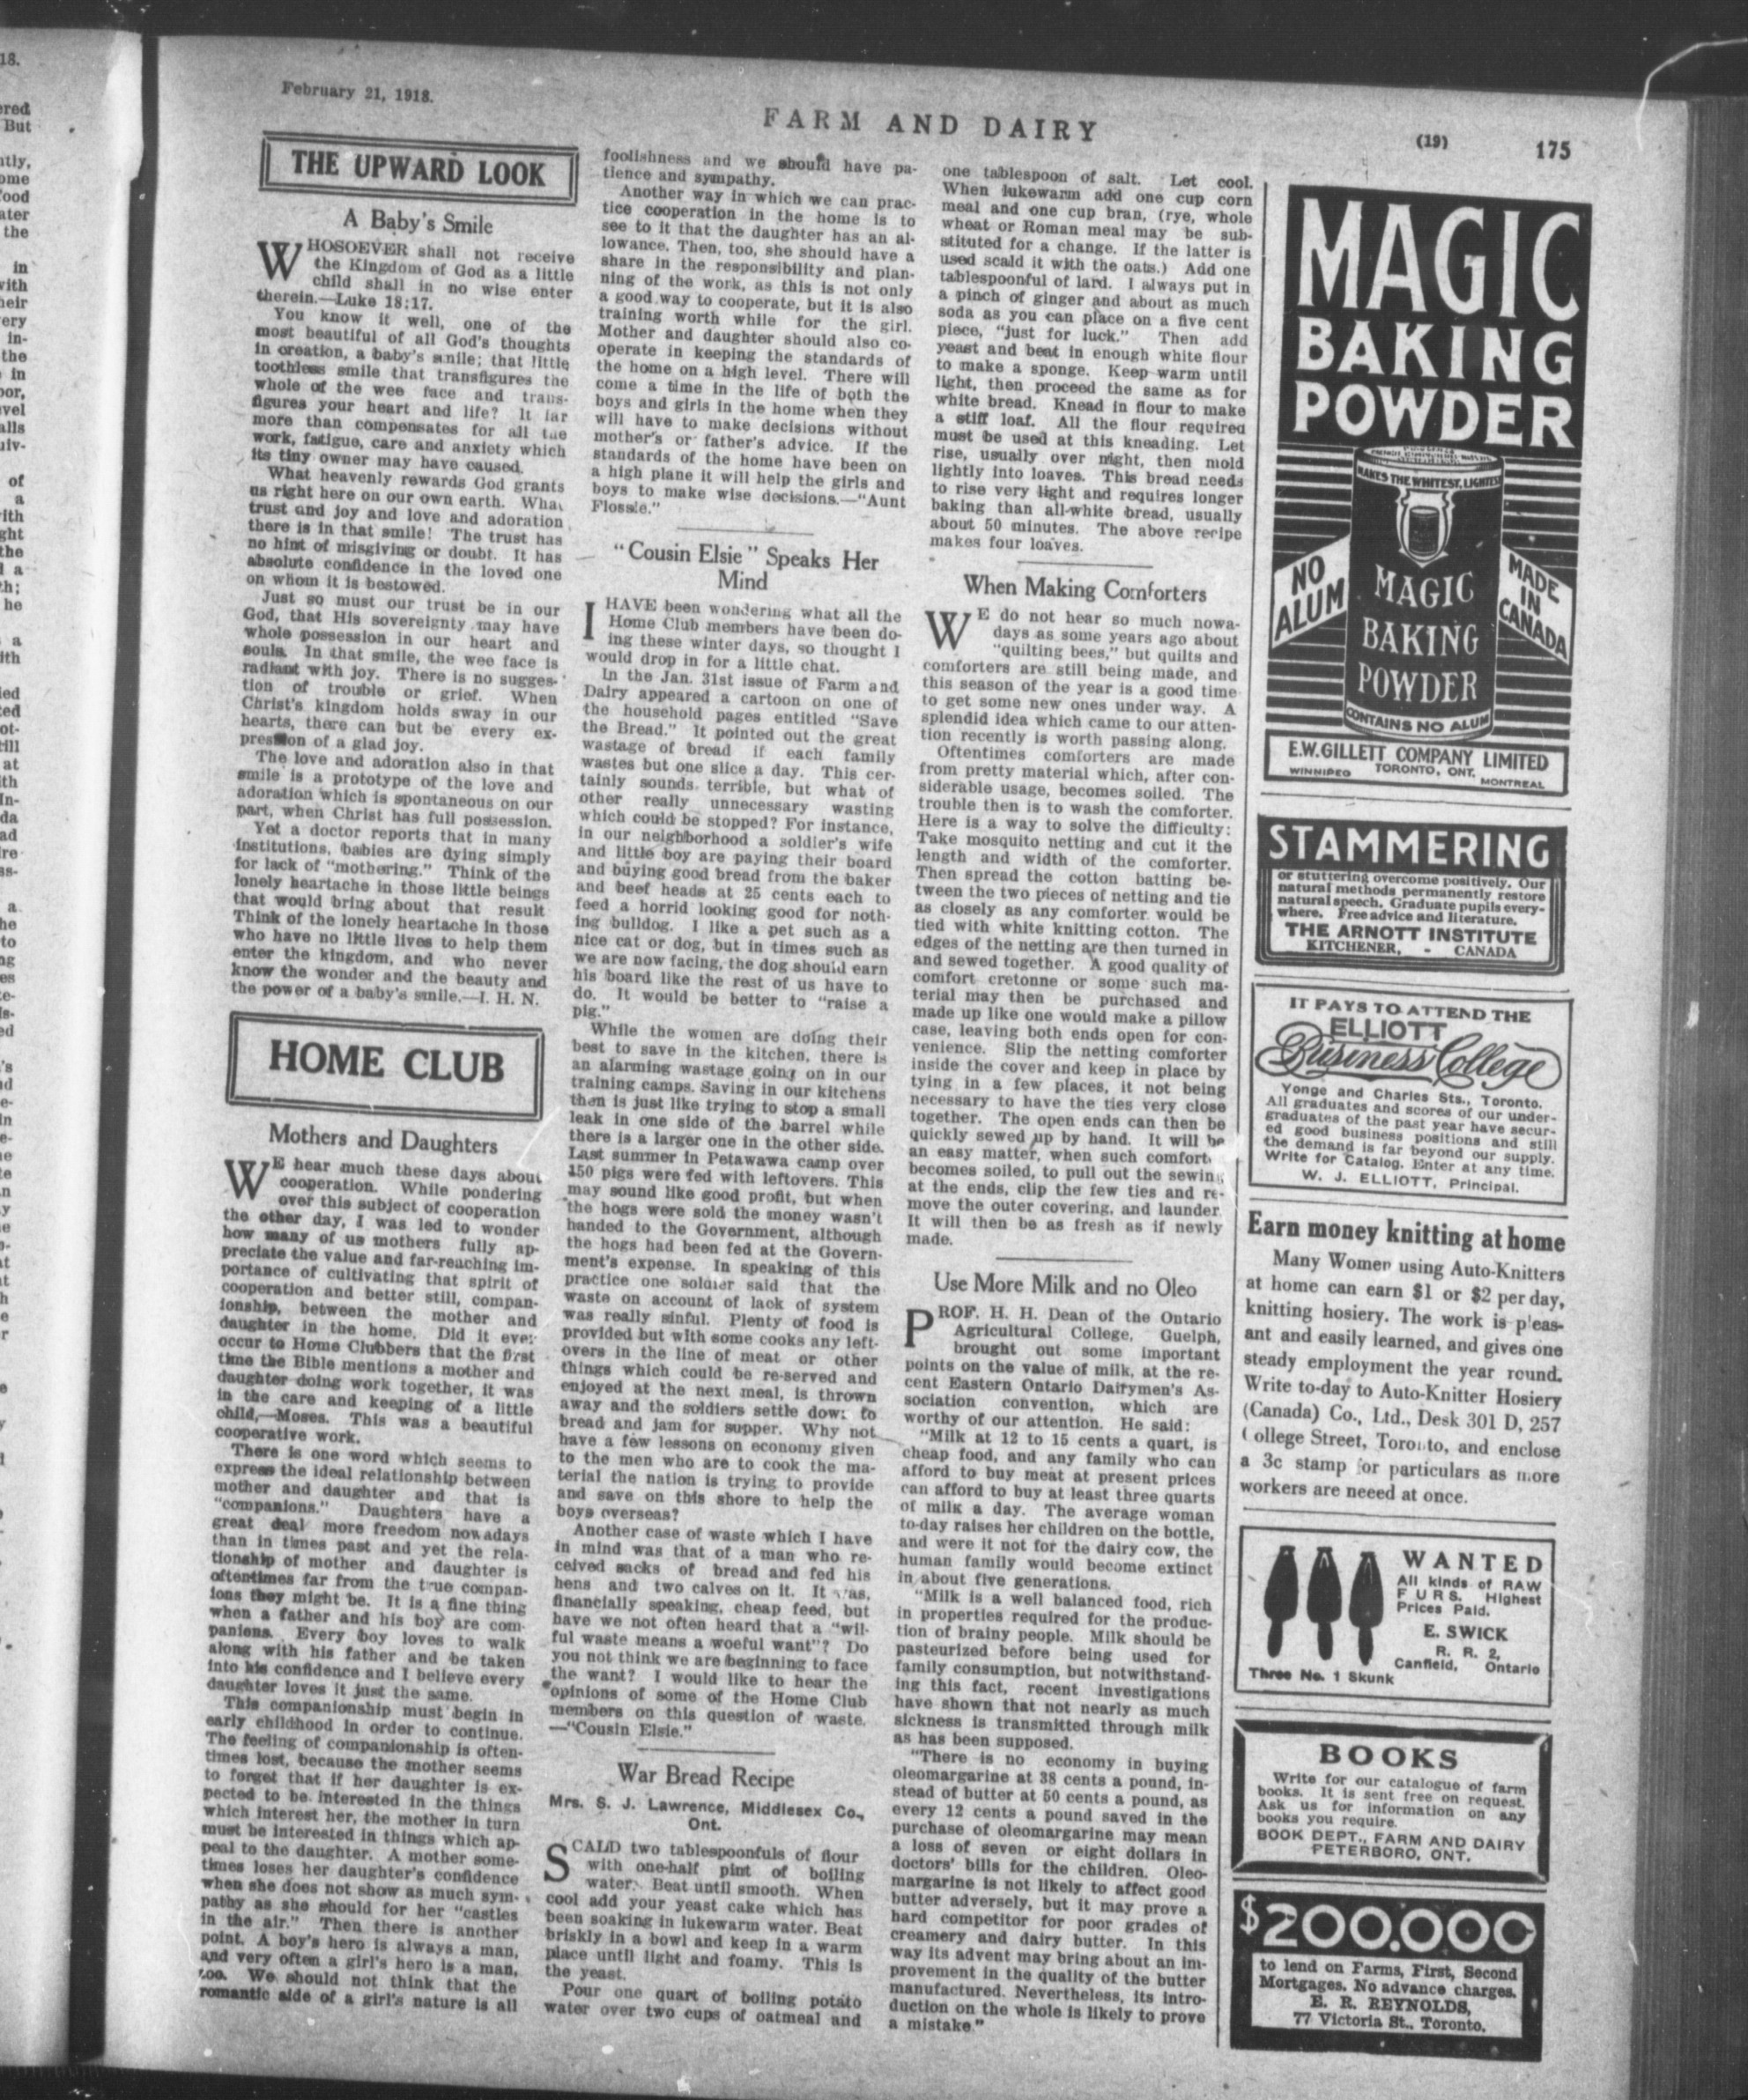 February 21, 1918.
FARM AND DAIRY
(19)
175
THE UPWARD LOOK
A Baby's Smile
WHOSOEVER shall not receive
the Kingdom of God as a little
child shall in no wise enter
therein.—Luke 18:17.
You know it well, one of the
most beautiful of all God's thoughts
in creation, a baby's smile; that little
toothless smile that transfigures the
whole of the wee face and trans-
figures your heart and life? It far
more than compensates for all the
work, fatigue, care and anxiety which
its tiny owner may have caused.
What heavenly rewards God grants
us right here on our own earth. What
trust and joy and love and adoration
there is in that smile! The trust has
no hint of misgiving or doubt. It has
absolute confidence in the loved one
on whom it is bestowed.
Just so must our trust be in our
God, that His sovereignty may have
whole possession in our heart and
souls. In that smile, the wee face is
radiant with joy. There is no sugges-
tion of trouble or grief. When
Christ's kingdom holds sway in our
hearts, there can but be every ex-
pression of a glad joy.
The love and adoration also in that
smile is a prototype of the love and
adoration which is spontaneous on our
part, when Christ has full possession.
Yet a doctor reports that in many
institutions, babies are dying simply
for lack of "mothering." Think of the
lonely heartache in those little beings
that would bring about that result
Think of the lonely heartache in those
who have no little lives to help them
enter the kingdom, and who never
know the wonder and the beauty and
the power of a baby's smile.—I. H. N.
HOME CLUB
Mothers and Daughters
WE hear much these days about
cooperation. While pondering
over this subject of cooperation
the other day, I was led to wonder
how many of us mothers fully ap-
preciate the value and far-reaching im-
portance of cultivating that spirit of
cooperation and better still, compan-
ionship, between the mother and
daughter in the home. Did it ever
occur to Home Clubbers that the first
time the Bible mentions a mother and
daughter doing work together, it was
in the care and keeping of a little
child,—Moses. This was a beautiful
cooperative work.
There is one word which seems to
express the ideal relationship between
mother and daughter and that is
"companions." Daughters have a
great deal more freedom nowadays
than in times past and yet the rela-
tionship of mother and daughter is
oftentimes far from the true compan-
ions they might be. It is a fine thing
when a father and his boy are com-
panions. Every boy loves to walk
along with his father and be taken
into his confidence and I believe every
daughter loves it just the same.
This companionship must begin in
early childhood in order to continue.
The feeling of companionship is often-
times lost, because the mother seems
to forget that if her daughter is ex-
pected to be interested in the things
which interest her, the mother in turn
must be interested in things which ap-
peal to the daughter. A mother some-
times loses her daughter's confidence
when she does not show as much sym-
pathy as she should for her "castles
in the air." Then there is another
point. A boy's hero is always a man,
and very often a girl's hero is a man,
too. We should not think that the
romantic side of a girl's nature is all
foolishness and we should have pa-
tience and sympathy.
Another way in which we can prac-
tice cooperation in the home is to
see to it that the daughter has an al-
lowance. Then, too, she should have a
share in the responsibility and plan-
ning of the work, as this is not only
a good way to cooperate, but it is also
training worth while for the girl.
Mother and daughter should also co-
operate in keeping the standards of
the home on a high level. There will
come a time in the life of both the
boys and girls in the home when they
will have to make decisions without
mother's or father's advice. If the
standards of the home have been on
a high plane it will help the girls and
boys to make wise decisions.—"Aunt
Flossie."
"Cousin Elsie" Speaks Her
Mind
I HAVE been wondering what all the
Home Club members have been do-
ing these winter days, so thought I
would drop in for a little chat.
In the Jan. 31st issue of Farm and
Dairy appeared a cartoon on one of
the household pages entitled "Save
the Bread." It pointed out the great
wastage of bread if each family
wastes but one slice a day. This cer-
tainly sounds terrible, but what of
other really unnecessary wasting
which could be stopped? For instance,
in our neighborhood a soldier's wife
and little boy are paying their board
and buying good bread from the baker
and beef heads at 25 cents each to
feed a horrid looking good for noth-
ing bulldog. I like a pet such as a
nice cat or dog, but in times such as
we are now facing, the dog should earn
his board like the rest of us have to
do. It would be better to "raise a
pig."
While the women are doing their
best to save in the kitchen, there is
an alarming wastage going on in our
training camps. Saving in our kitchens
then is just like trying to stop a small
leak in one side of the barrel while
there is a larger one in the other side.
Last summer in Petawawa camp over
150 pigs were fed with leftovers. This
may sound like good profit, but when
the hogs were sold the money wasn't
handed to the Government, although
the hogs had been fed at the Govern-
ment's expense. In speaking of this
practice one soldier said that the
waste on account of lack of system
was really sinful. Plenty of food is
provided but with some cooks any left-
overs in the line of meat or other
things which could be re-served and
enjoyed at the next meal, is thrown
away and the soldiers settle down to
bread and jam for supper. Why not
have a few lessons on economy given
to the men who are to cook the ma-
terial the nation is trying to provide
and save on this shore to help the
boys overseas?
Another case of waste which I have
in mind was that of a man who re-
ceived sacks of bread and fed his
hens and two calves on it. It was,
financially speaking, cheap feed, but
have we not often heard that a "wil-
ful waste means a woeful want"? Do
you not think we are beginning to face
the want? I would like to hear the
opinions of some of the Home Club
members on this question of waste.
—"Cousin Elsie."
War Bread Recipe
Mrs. S. J. Lawrence, Middlesex Co.,
Ont.
SCALD two tablespoonfuls of flour
with one-half pint of boiling
water. Beat until smooth. When
cool add your yeast cake which has
been soaking in lukewarm water. Beat
briskly in a bowl and keep in a warm
place until light and foamy. This is
the yeast.
Pour one quart of boiling potato
water over two cups of oatmeal and
one tablespoon of salt. Let cool.
When lukewarm add one cup corn
meal and one cup bran, (rye, whole
wheat or Roman meal may be sub-
stituted for a change. If the latter is
used scald it with the oats.) Add one
tablespoonful of lard. I always put in
a pinch of ginger and about as much
soda as you can place on a five cent
piece, "just for luck." Then add
yeast and beat in enough white flour
to make a sponge. Keep warm until
light, then proceed the same as for
white bread. Knead in flour to make
a stiff loaf. All the flour required
must be used at this kneading. Let
rise, usually over night, then mold
lightly into loaves. This bread needs
to rise very light and requires longer
baking than all-white bread, usually
about 50 minutes. The above recipe
makes four loaves.
When Making Comforters
WE do not hear so much nowa-
days as some years ago about
"quilting bees," but quilts and
comforters are still being made, and
this season of the year is a good time
to get some new ones under way. A
splendid idea which came to our atten-
tion recently is worth passing along.
Oftentimes comforters are made
from pretty material which, after con-
siderable usage, becomes soiled. The
trouble then is to wash the comforter.
Here is a way to solve the difficulty:
Take mosquito netting and cut it the
length and width of the comforter.
Then spread the cotton batting be-
tween the two pieces of netting and tie
as closely as any comforter would be
tied with white knitting cotton. The
edges of the netting are then turned in
and sewed together. A good quality of
comfort cretonne or some such ma-
terial may then be purchased and
made up like one would make a pillow
case, leaving both ends open for con-
venience. Slip the netting comforter
inside the cover and keep in place by
tying in a few places, it not being
necessary to have the ties very close
together. The open ends can then be
quickly sewed up by hand. It will be
an easy matter, when such comfort
becomes soiled, to pull out the sewing
at the ends, clip the few ties and re-
move the outer covering, and launder
It will then be as fresh as if newly
made.
Use More Milk and no Oleo
PROF. H. H. Dean of the Ontario
Agricultural College, Guelph,
brought out some important
points on the value of milk, at the re-
cent Eastern Ontario Dairymen's As-
sociation convention, which are
worthy of our attention. He said:
"Milk at 12 to 15 cents a quart, is
cheap food, and any family who can
afford to buy meat at present prices
can afford to buy at least three quarts
of milk a day. The average woman
to-day raises her children on the bottle,
and were it not for the dairy cow, the
human family would become extinct
in about five generations.
"Milk is a well balanced food, rich
in properties required for the produc-
tion of brainy people. Milk should be
pasteurized before being used for
family consumption, but notwithstand-
ing this fact, recent investigations
have shown that not nearly as much
sickness is transmitted through milk
as has been supposed.
"There is no economy in buying
oleomargarine at 38 cents a pound, in-
stead of butter at 50 cents a pound, as
every 12 cents a pound saved in the
purchase of oleomargarine may mean
a loss of seven or eight dollars in
doctors' bills for the children. Oleo-
margarine is not likely to affect good
butter adversely, but it may prove a
hard competitor for poor grades of
creamery and dairy butter. In this
way its advent may bring about an im-
provement in the quality of the butter
manufactured. Nevertheless, its intro-
duction on the whole is likely to prove
a mistake."
MAGIC
BAKING
POWDER
MAKES THE WHITEST, LIGHTEST
NO
ALUM
MADE
IN
CANADA
MAGIC
BAKING
POWDER
CONTAINS NO ALUM
E.W. GILLETT COMPANY LIMITED
WINNIPEG TORONTO, ONT. MONTREAL
STAMMERING
or stuttering overcome positively. Our
natural methods permanently restore
natural speech. Graduate pupils every-
where. Free advice and literature.
THE ARNOTT INSTITUTE
KITCHENER, - CANADA
IT PAYS TO ATTEND THE
ELLIOTT
Business College
Yonge and Charles Sts., Toronto.
All graduates and scores of our under-
graduates of the past year have secur-
ed good business positions and still
the demand is far beyond our supply.
Write for Catalog. Enter at any time.
W. J. ELLIOTT, Principal.
Earn money knitting at home
Many Women using Auto-Knitters
at home can earn $1 or $2 per day,
knitting hosiery. The work is pleas-
ant and easily learned, and gives one
steady employment the year round.
Write to-day to Auto-Knitter Hosiery
(Canada) Co., Ltd., Desk 301 D, 257
College Street, Toronto, and enclose
a 3c stamp for particulars as more
workers are neeed at once.
WANTED
All kinds of RAW
FURS. Highest
Prices Paid.
E. SWICK
R. R. 2,
Canfield, Ontario
Three No. 1 Skunk
BOOKS
Write for our catalogue of farm
books. It is sent free on request.
Ask us for information on any
books you require.
BOOK DEPT., FARM AND DAIRY
PETERBORO, ONT.
$200.000
to lend on Farms, First, Second
Mortgages. No advance charges.
E. R. REYNOLDS,
77 Victoria St., Toronto.